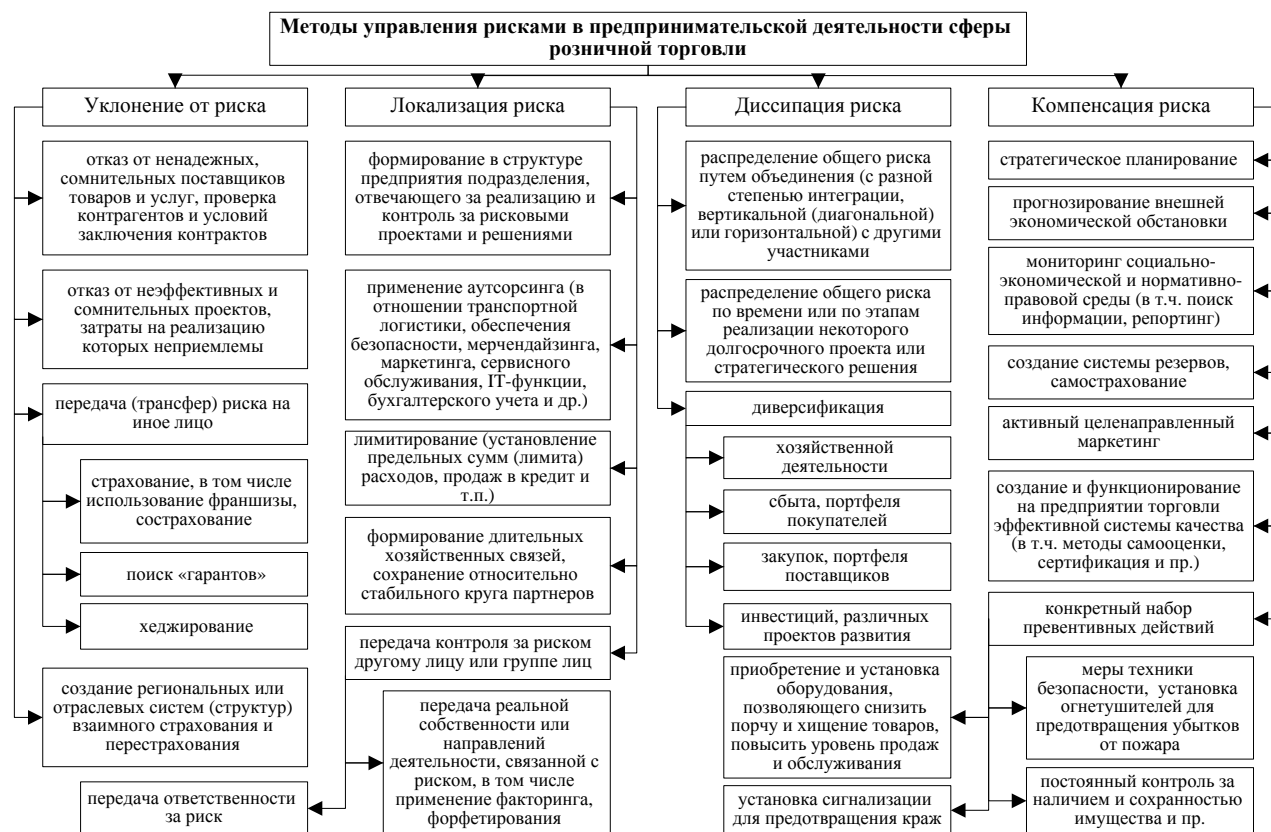 Методы управления рисками в предпринимательской деятельности сферы
розничной торговли
Уклонение от риска
отказ от ненадежных,
сомнительных поставщиков
товаров и услуг, проверка
контрагентов и условий
заключения контрактов
отказ от неэффективных и
сомнительных проектов,
затраты на реализацию
которых неприемлемы
передача (трансфер) риска на
иное лицо
страхование, в том числе
использование франшизы,
сострахование
поиск «гарантов»
хеджирование
создание региональных или
отраслевых систем (структур)
взаимного страхования и
перестрахования
Локализация риска
формирование в структуре
предприятия подразделения,
отвечающего за реализацию и
контроль за рисковыми
проектами и решениями
применение аутсорсинга (в
отношении транспортной
логистики, обеспечения
безопасности, мерчендайзинга,
маркетинга, сервисного
обслуживания, IT-функции,
бухгалтерского учета и др.)
лимитирование (установление
предельных сумм (лимита)
расходов, продаж в кредит и
т.п.)
формирование длительных
хозяйственных связей,
сохранение относительно
стабильного круга партнеров
передача контроля за риском
другому лицу или группе лиц
передача ответственности
за риск
передача реальной
собственности или
направлений
деятельности, связанной с
риском, в том числе
применение факторинга,
форфетирования
Диссипация риска
распределение общего риска
путем объединения (с разной
степенью интеграции,
вертикальной (диагональной)
или горизонтальной) с другими
участниками
распределение общего риска
по времени или по этапам
реализации некоторого
долгосрочного проекта или
стратегического решения
диверсификация
хозяйственной
деятельности
сбыта, портфеля
покупателей
закупок, портфеля
поставщиков
инвестиций, различных
проектов развития
Компенсация риска
стратегическое планирование
прогнозирование внешней
экономической обстановки
мониторинг социально-
экономической и нормативно-
правовой среды (в т.ч. поиск
информации, репортинг)
создание системы резервов,
самострахование
активный целенаправленный
маркетинг
создание и функционирование
на предприятии торговли
эффективной системы качества
(в т.ч. методы самооценки,
сертификация и пр.)
конкретный набор
превентивных действий
приобретение и установка
оборудования,
позволяющего снизить
порчу и хищение товаров,
повысить уровень продаж
и обслуживания
установка сигнализации
для предотвращения краж
меры техники
безопасности, установка
огнетушителей для
предотвращения убытков
от пожара
постоянный контроль за
наличием и сохранностью
имущества и пр.